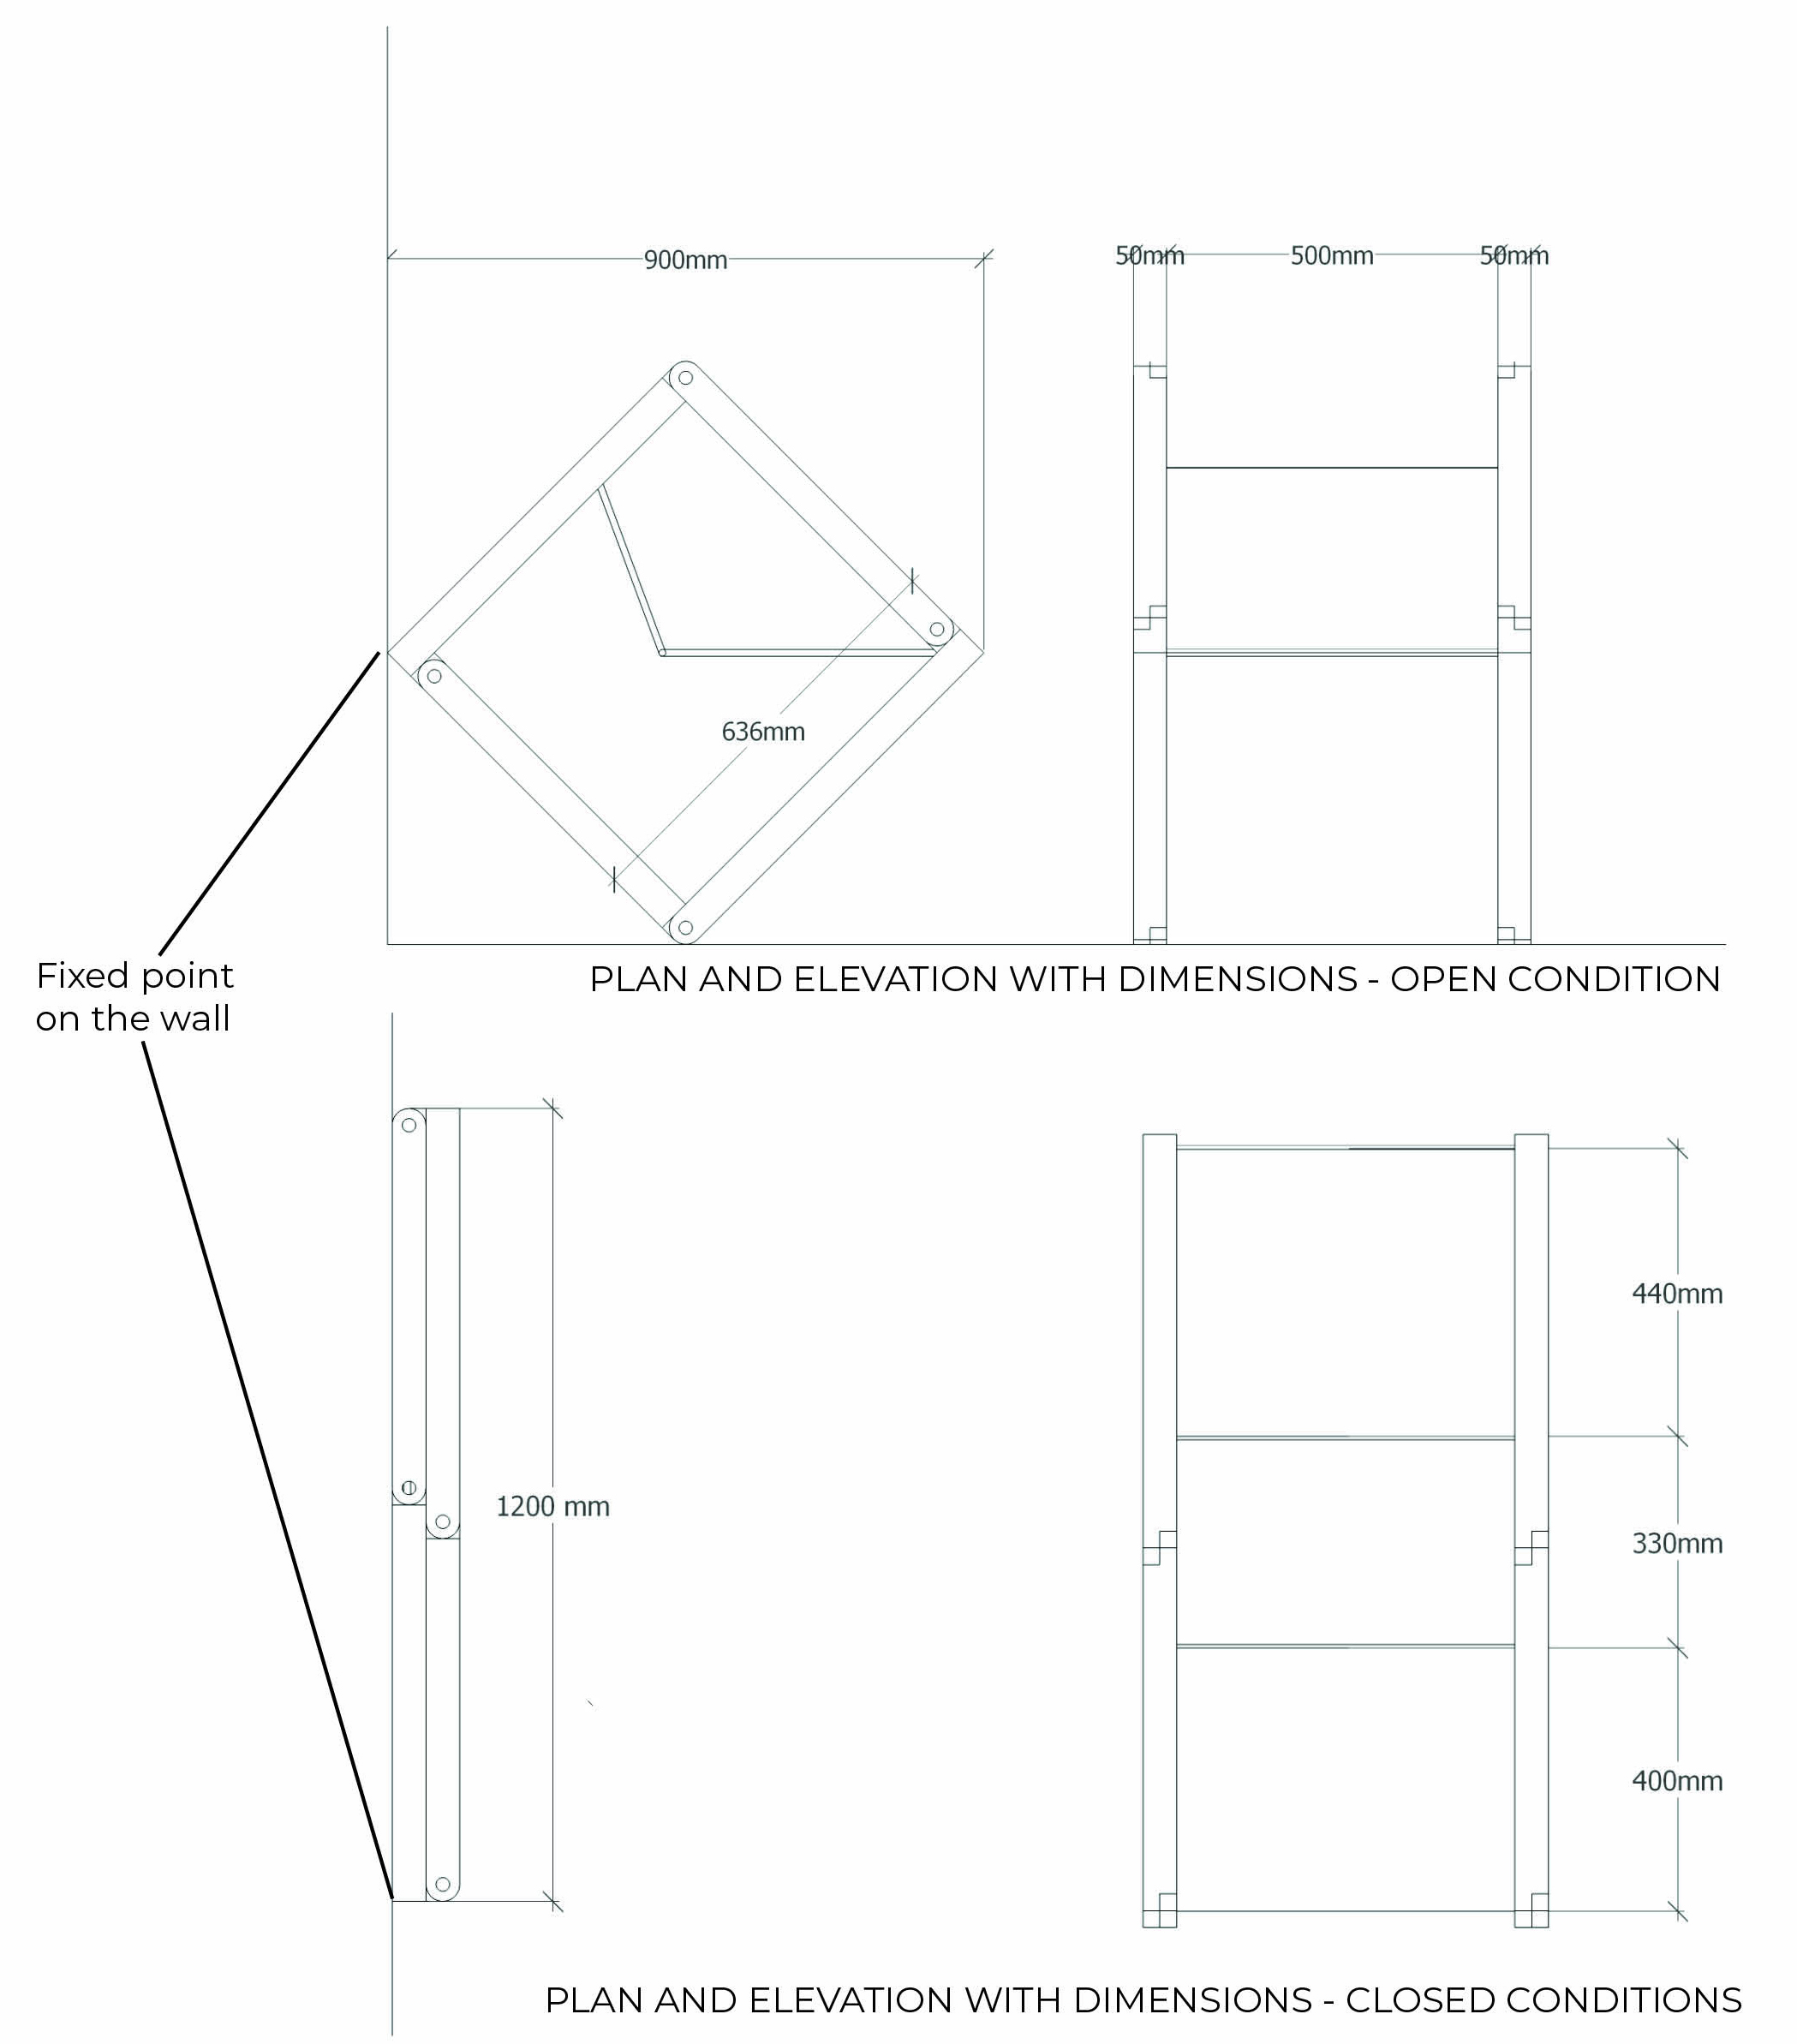 900mm
50mm
500mm
50mm
636mm
Fixed point
on the wall
PLAN AND ELEVATION WITH DIMENSIONS - OPEN CONDITION
1200 mm
440mm
330mm
400mm
PLAN AND ELEVATION WITH DIMENSIONS - CLOSED CONDITIONS